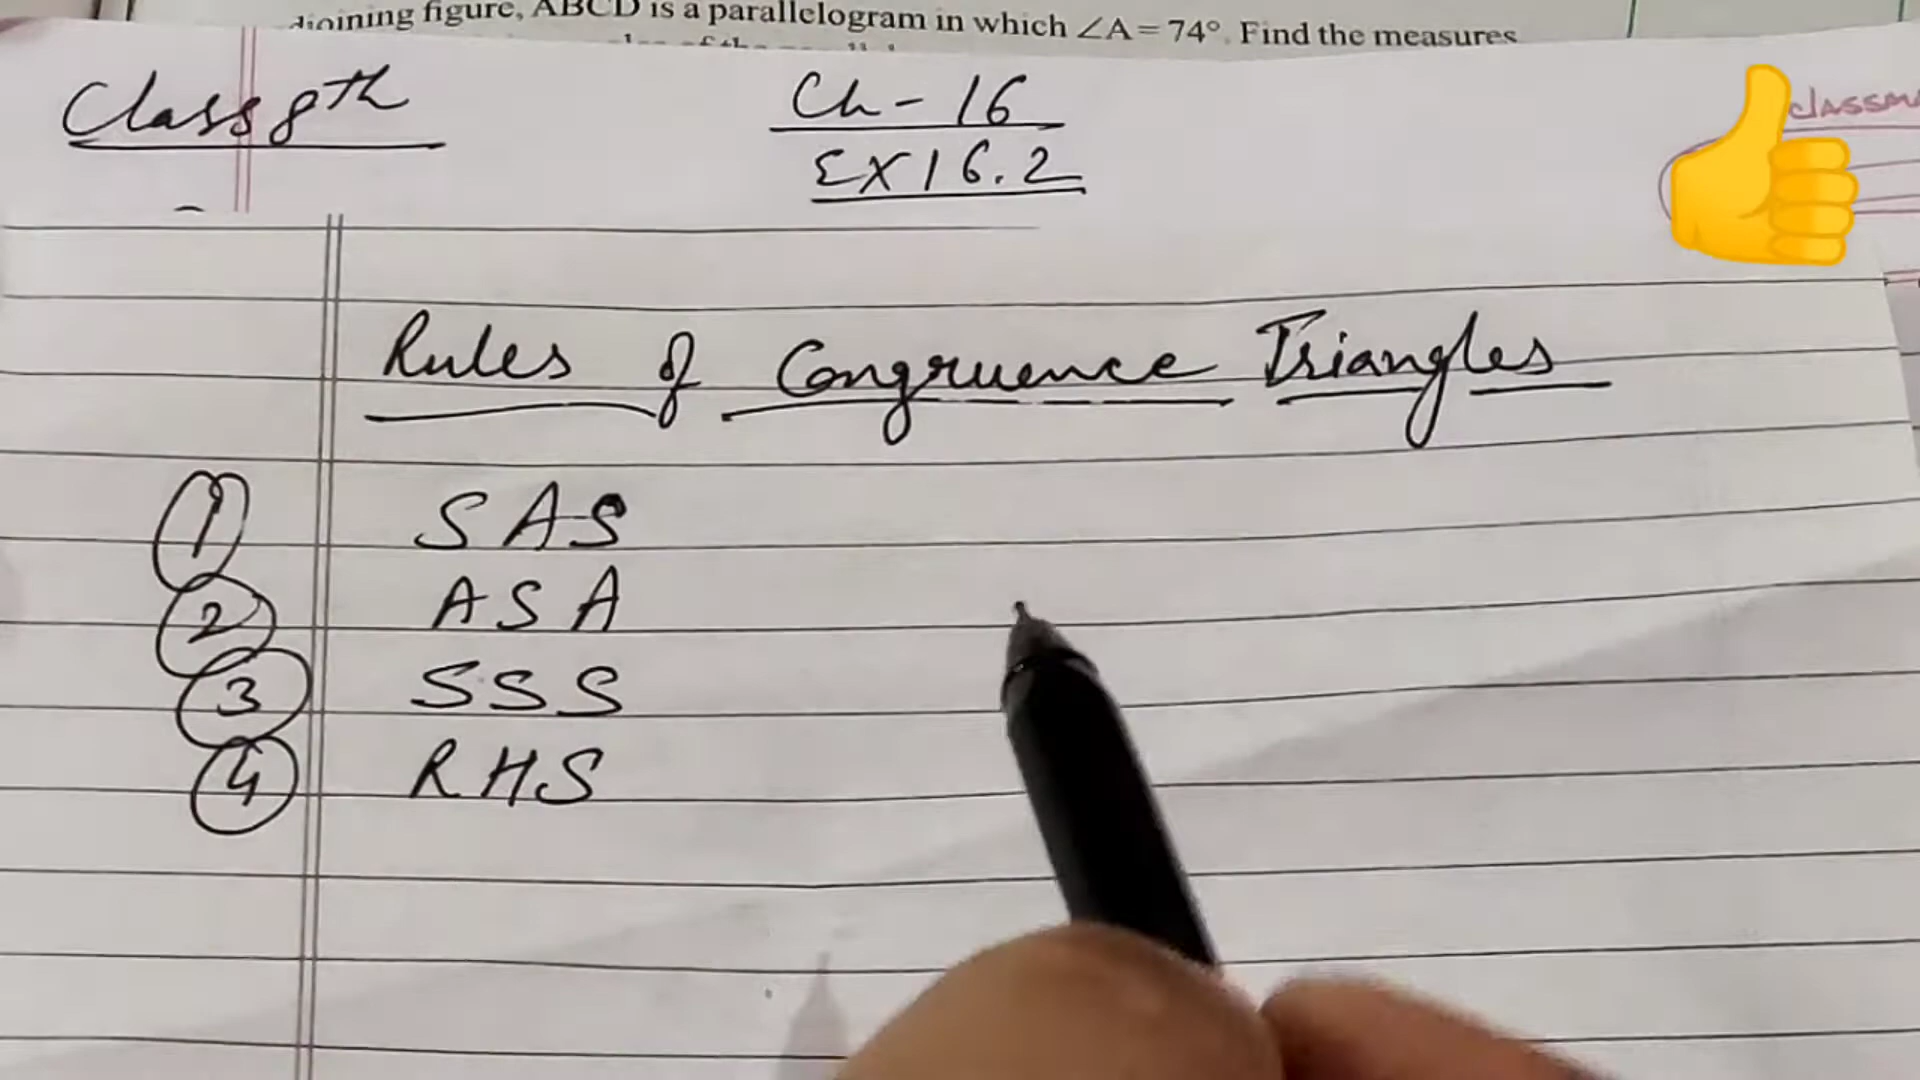 djoining figure, ABCD is a parallelogram in which ∠A = 74°. Find the measures
Class 8th
Ch - 16
Ex 16.2
Rules of Congruence Triangles
1 SAS
2 ASA
3 SSS
4 RHS